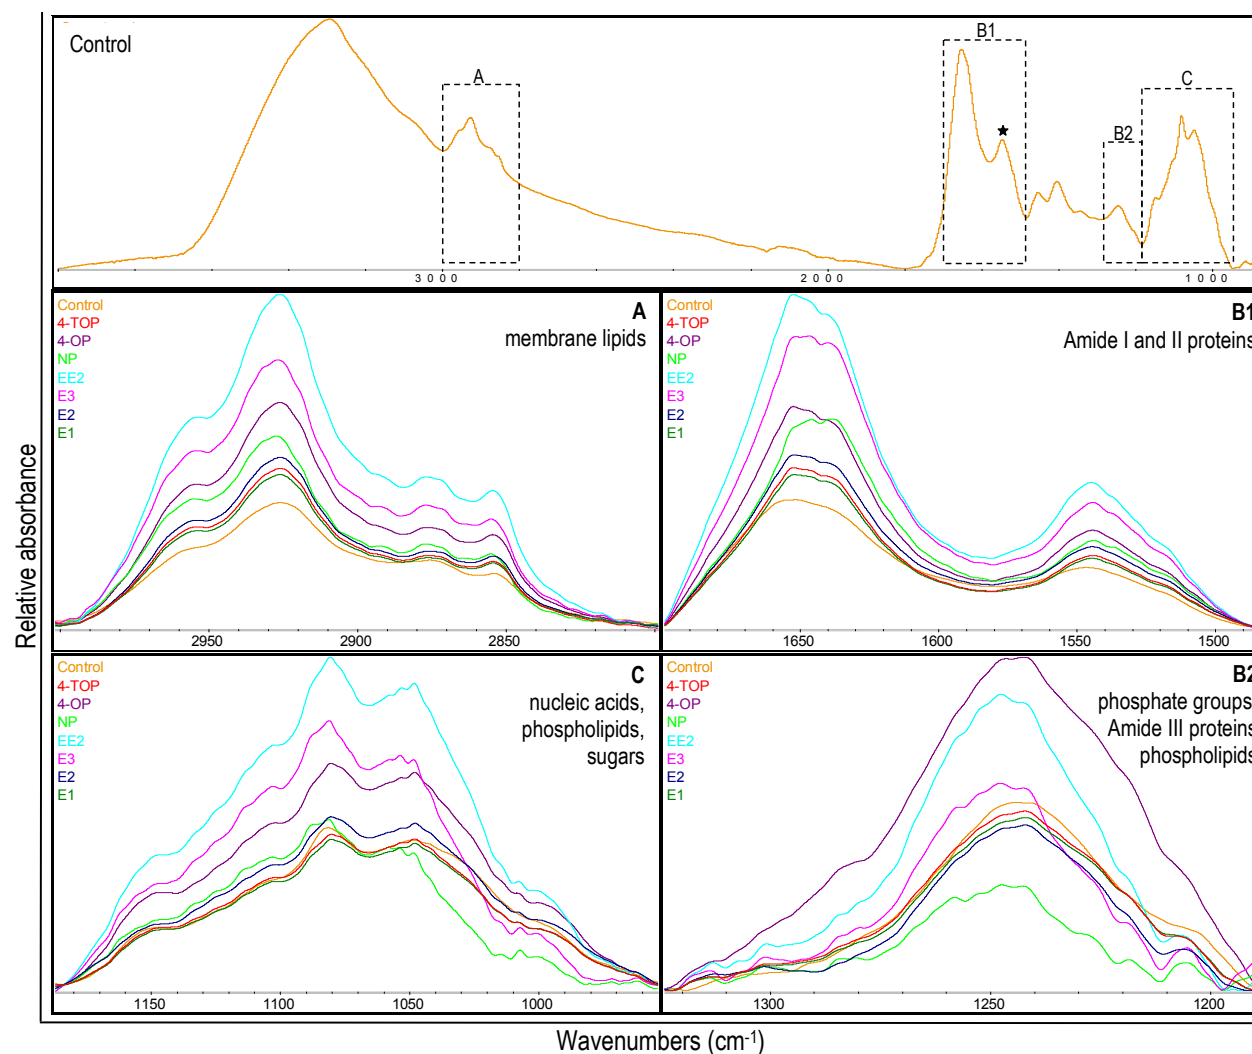 Control
A
B1
B2
C
★
3000
2000
1000
Relative absorbance
Control
4-TOP
4-OP
NP
EE2
E3
E2
E1
A
membrane lipids
2950
2900
2850
Control
4-TOP
4-OP
NP
EE2
E3
E2
E1
B1
Amide I and II proteins
1650
1600
1550
1500
Control
4-TOP
4-OP
NP
EE2
E3
E2
E1
C
nucleic acids,
phospholipids,
sugars
1150
1100
1050
1000
Control
4-TOP
4-OP
NP
EE2
E3
E2
E1
B2
phosphate groups
Amide III proteins
phospholipids
1300
1250
1200
Wavenumbers (cm-1)